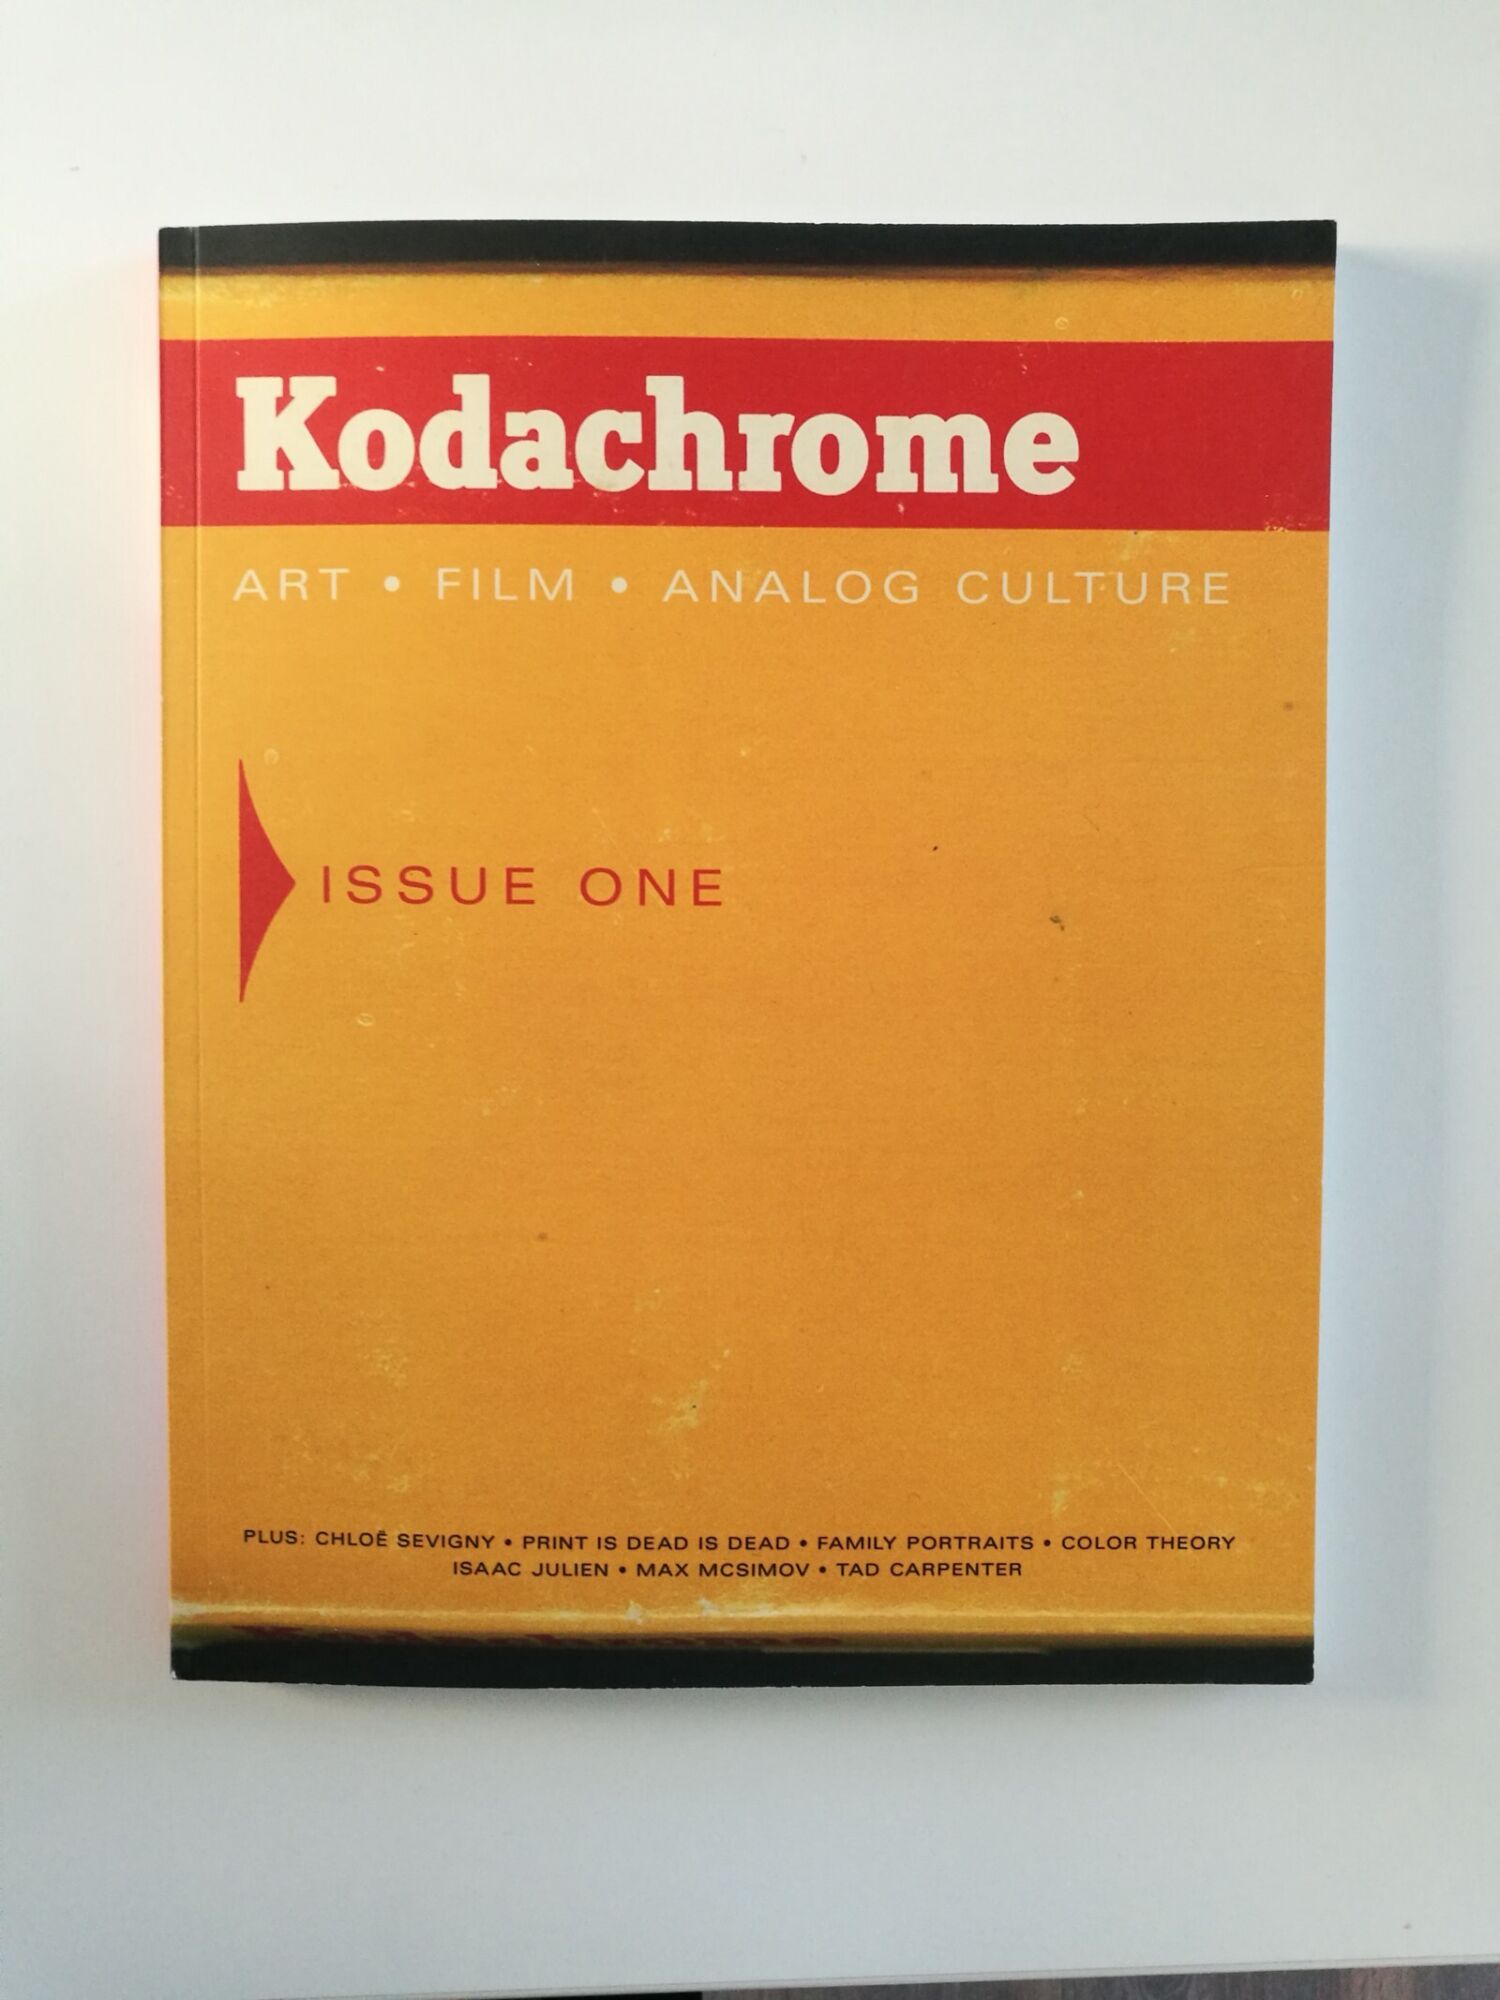 Kodachrome
ART • FILM • ANALOG CULTURE
ISSUE ONE
PLUS: CHLOË SEVIGNY • PRINT IS DEAD IS DEAD • FAMILY PORTRAITS • COLOR THEORY
ISAAC JULIEN • MAX MCSIMOV • TAD CARPENTER